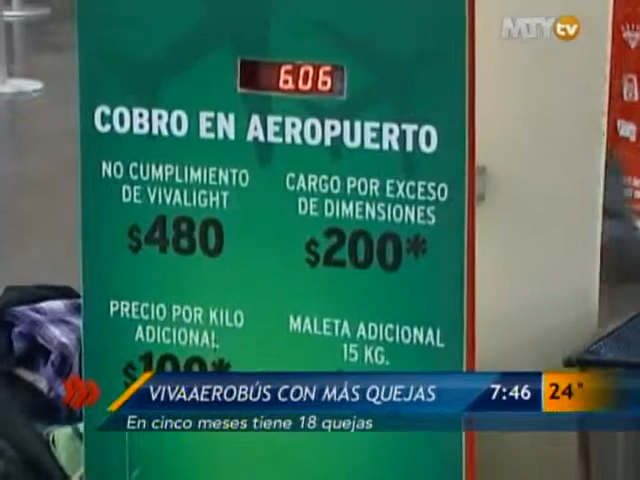 MTY tv
6.06
COBRO EN AEROPUERTO
NO CUMPLIMIENTO
DE VIVALIGHT
$480
CARGO POR EXCESO
DE DIMENSIONES
$200*
PRECIO POR KILO
ADICIONAL
$100*
MALETA ADICIONAL
15 KG.
VIVAAEROBÚS CON MÁS QUEJAS
7:46
24°
En cinco meses tiene 18 quejas